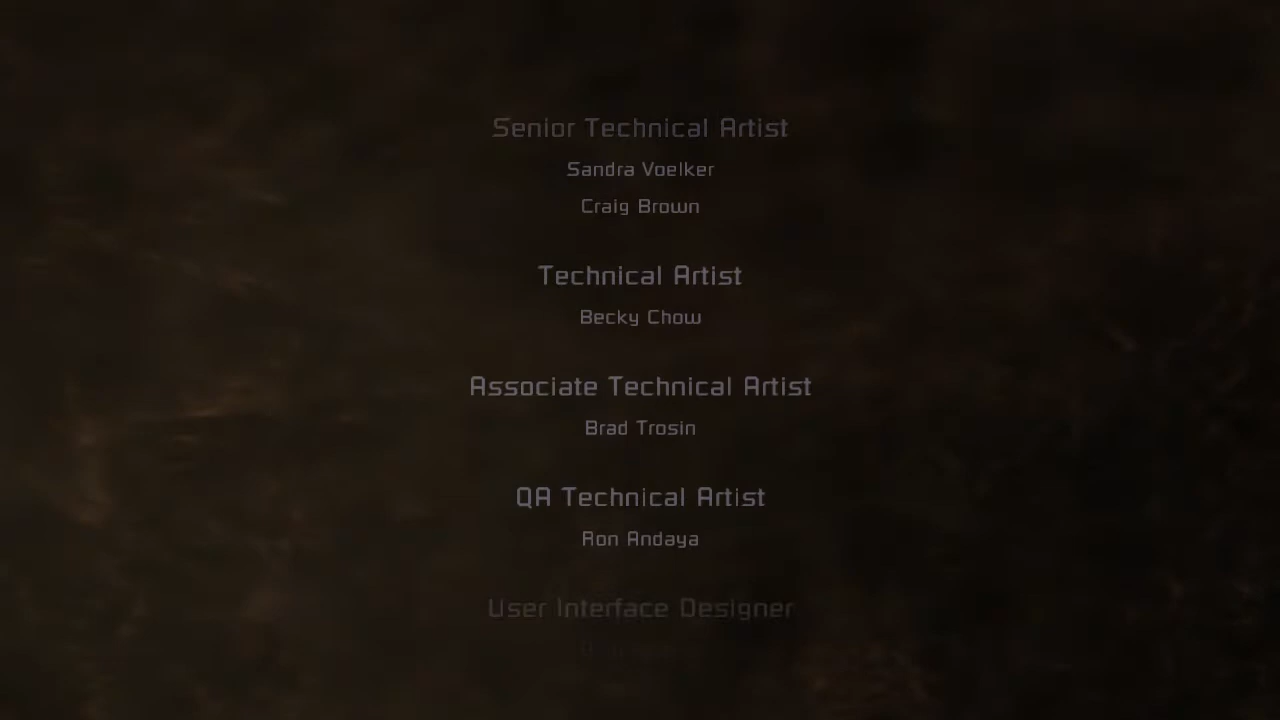 Senior Technical Artist
Sandra Voelker
Craig Brown
Technical Artist
Becky Chow
Associate Technical Artist
Brad Trosin
QA Technical Artist
Ron Andaya
User Interface Designer